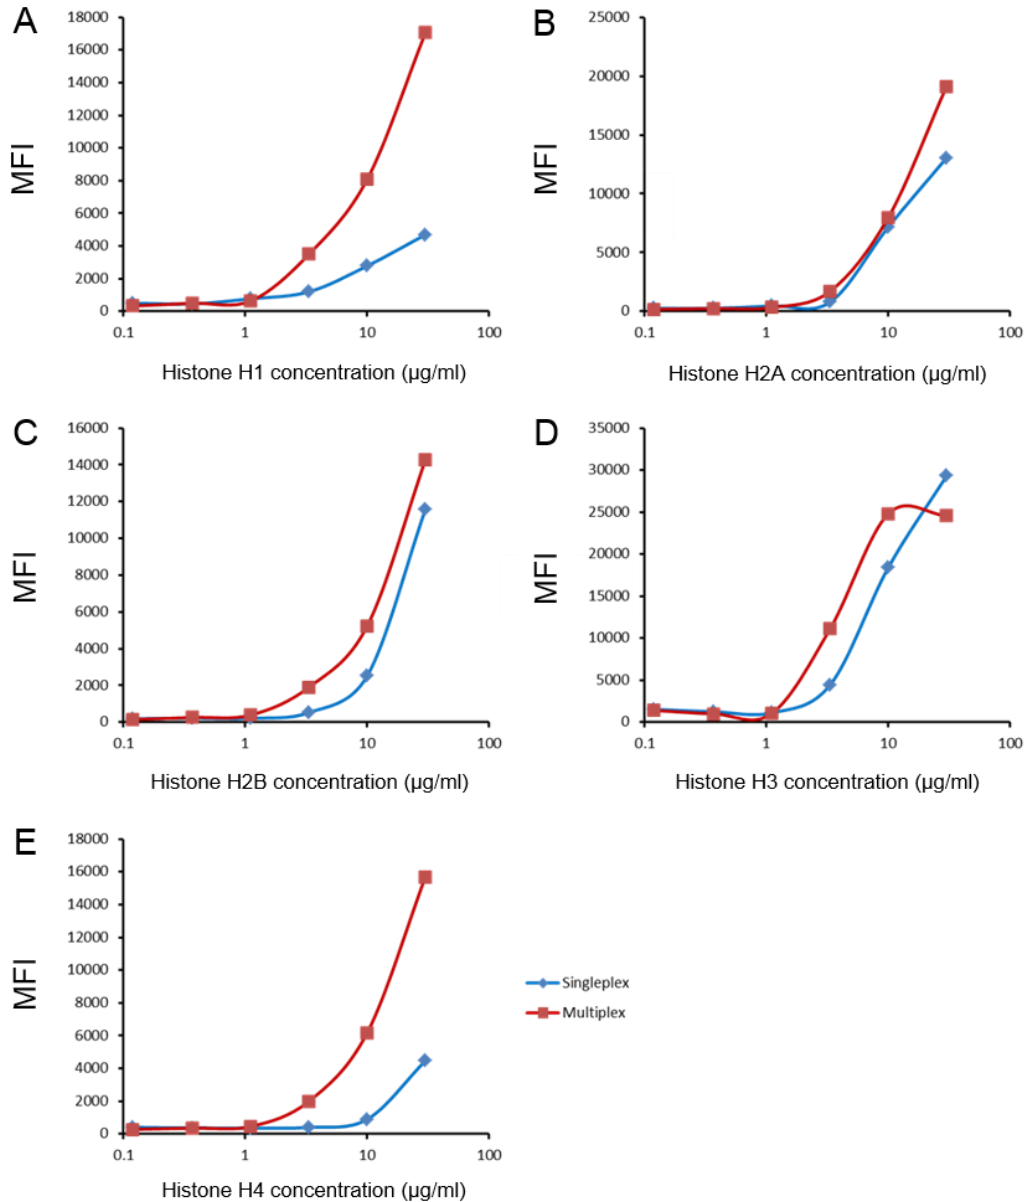 A
18000
16000
14000
12000
10000
8000
6000
4000
2000
0
MFI
0.1 1 10 100
Histone H1 concentration (µg/ml)
B
25000
20000
15000
10000
5000
0
MFI
0.1 1 10 100
Histone H2A concentration (µg/ml)
C
16000
14000
12000
10000
8000
6000
4000
2000
0
MFI
0.1 1 10 100
Histone H2B concentration (µg/ml)
D
35000
30000
25000
20000
15000
10000
5000
0
MFI
0.1 1 10 100
Histone H3 concentration (µg/ml)
E
18000
16000
14000
12000
10000
8000
6000
4000
2000
0
MFI
0.1 1 10 100
Histone H4 concentration (µg/ml)
Singleplex
Multiplex